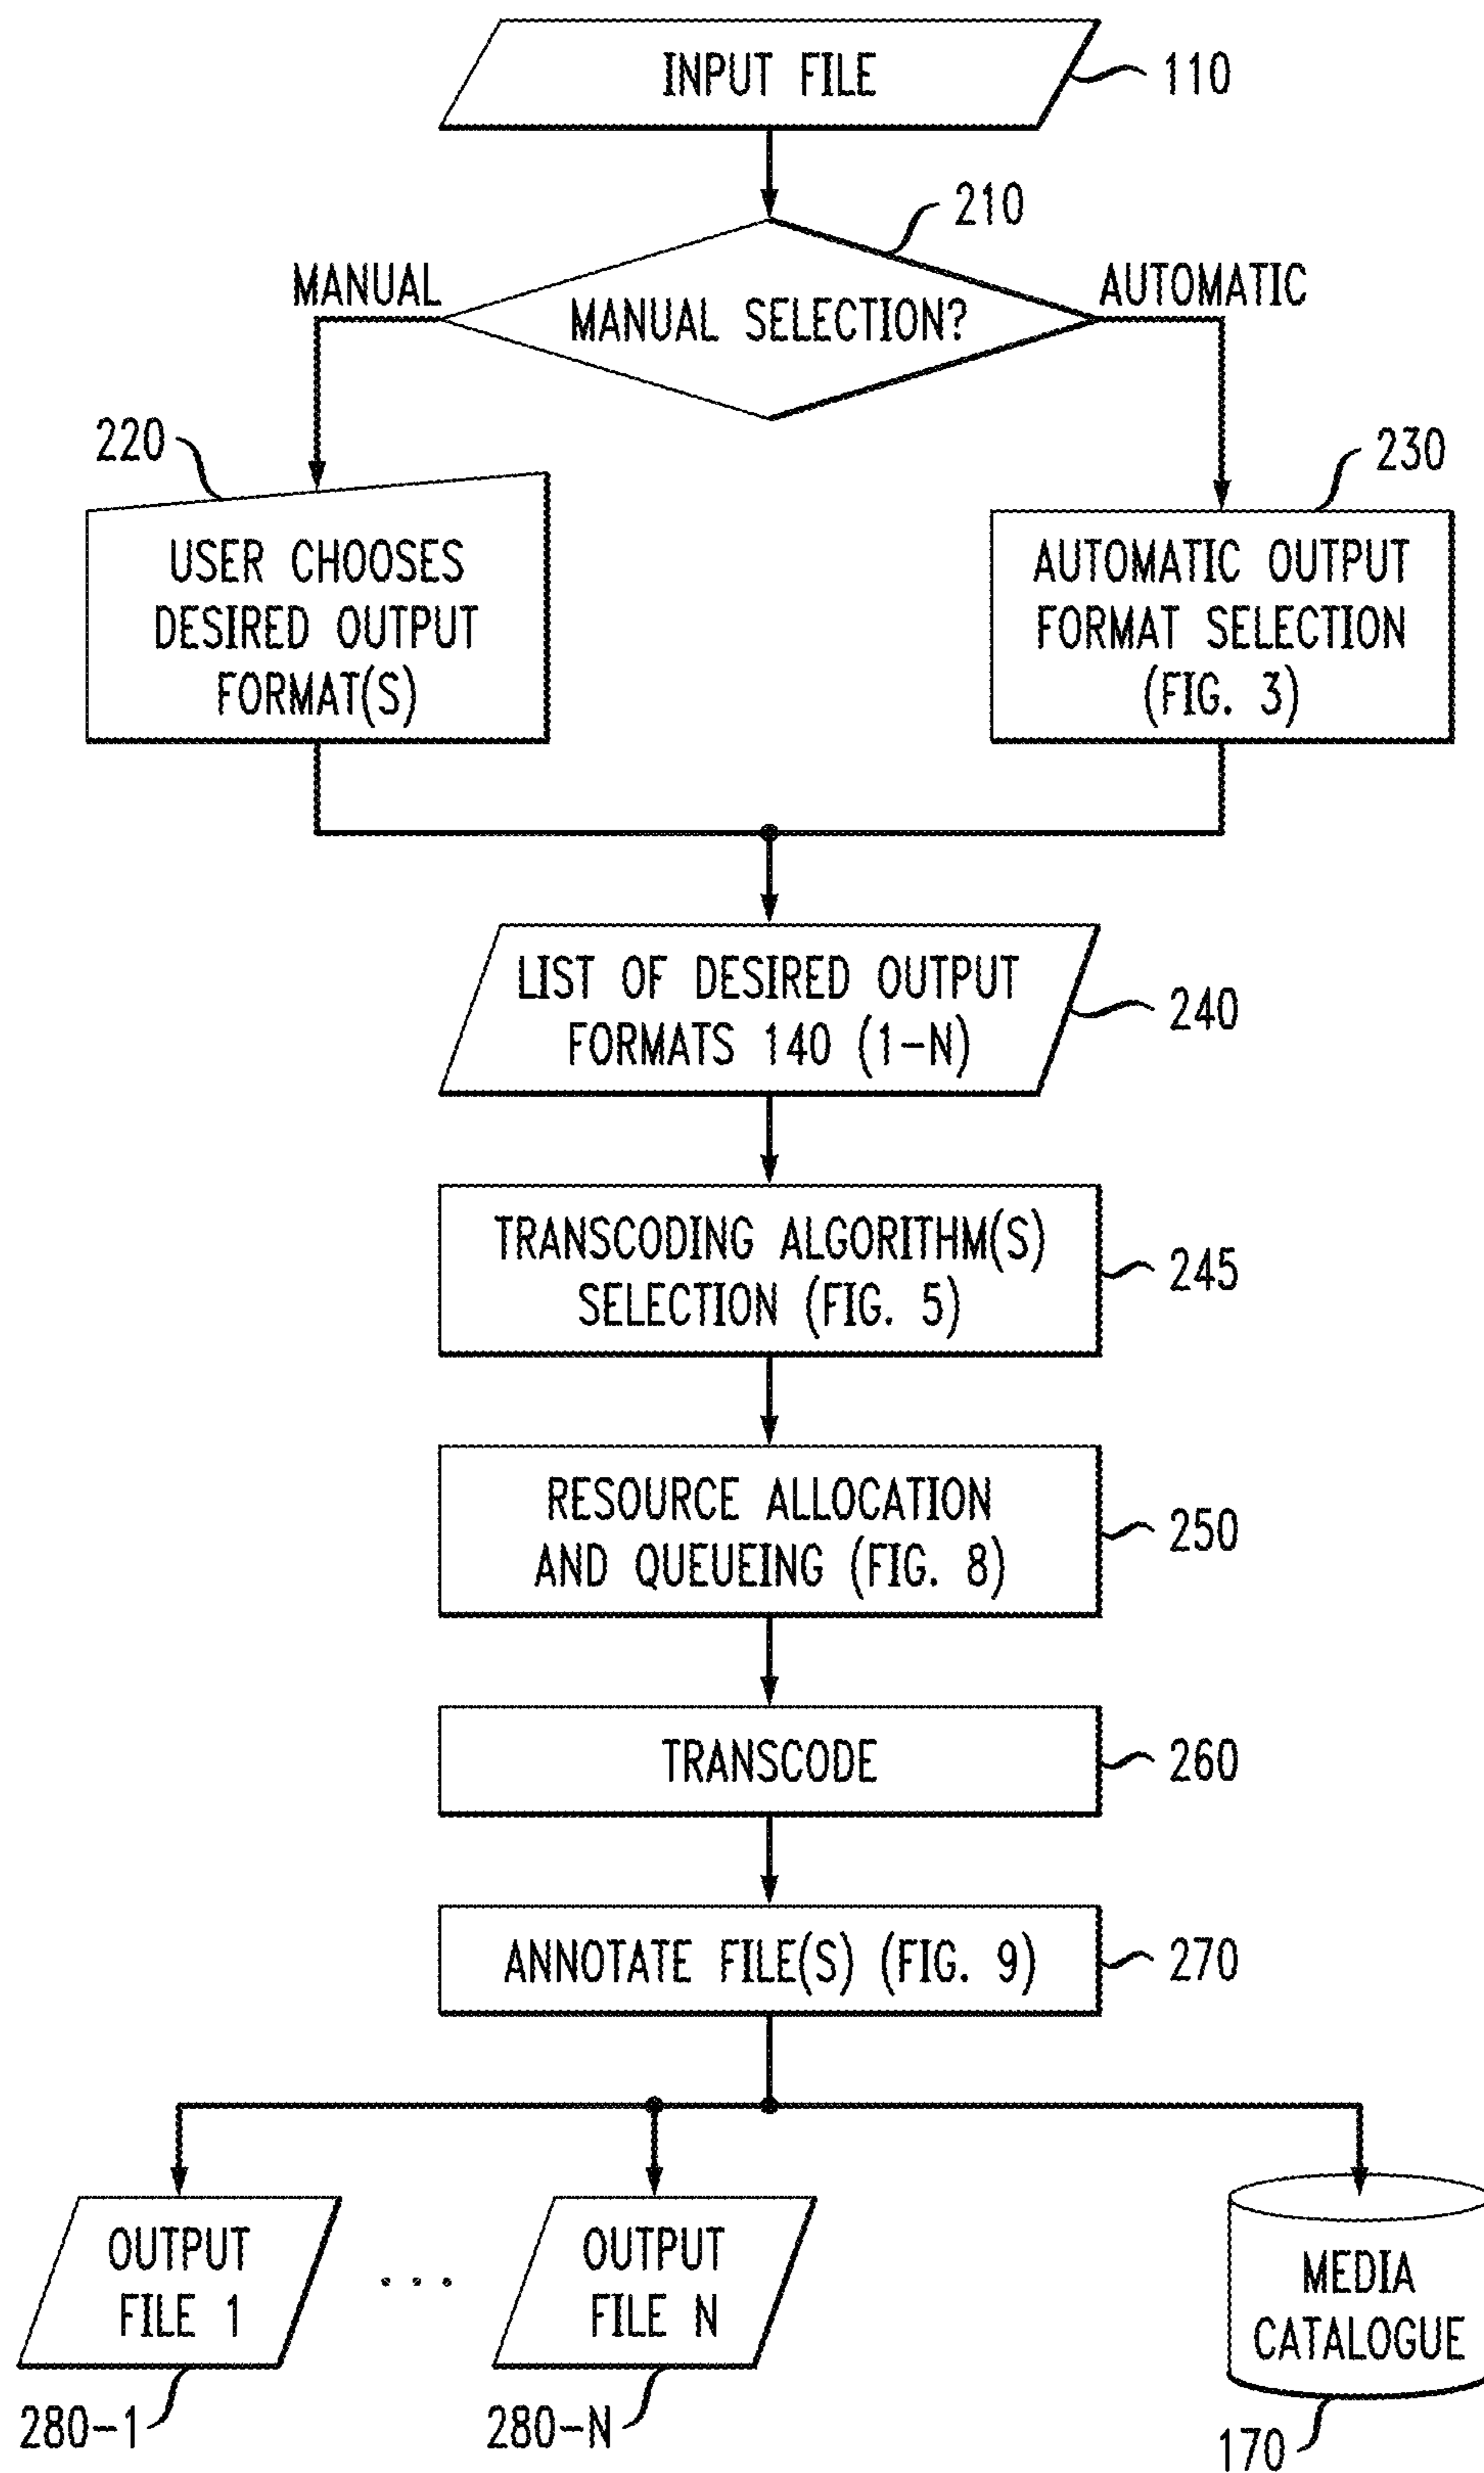 INPUT FILE
110
210
MANUAL
MANUAL SELECTION?
AUTOMATIC
220
230
USER CHOOSES
DESIRED OUTPUT
FORMAT(S)
AUTOMATIC OUTPUT
FORMAT SELECTION
(FIG. 3)
LIST OF DESIRED OUTPUT
FORMATS 140 (1-N)
240
TRANSCODING ALGORITHM(S)
SELECTION (FIG. 5)
245
RESOURCE ALLOCATION
AND QUEUEING (FIG. 8)
250
TRANSCODE
260
ANNOTATE FILE(S) (FIG. 9)
270
OUTPUT
FILE 1
...
OUTPUT
FILE N
MEDIA
CATALOGUE
280-1
280-N
170